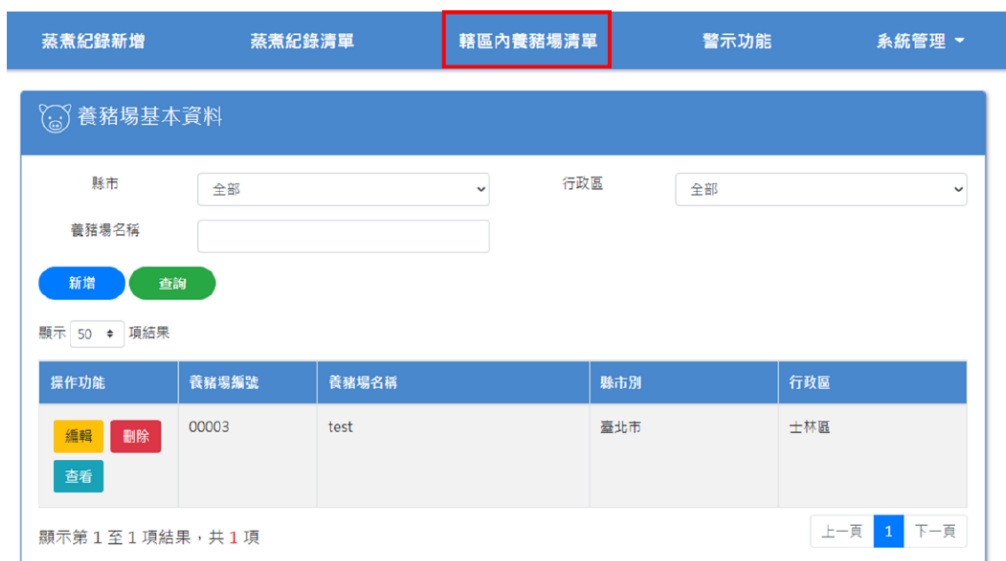 蒸煮紀錄新增 蒸煮紀錄清單 轄區內養豬場清單 警示功能 系統管理
養豬場基本資料
縣市 全部 行政區 全部
養豬場名稱
新增 查詢
顯示 50 項結果
操作功能 養豬場編號 養豬場名稱 縣市別 行政區
編輯 刪除 00003 test 臺北市 士林區
查看
顯示第 1 至 1 項結果，共 1 項 上一頁 1 下一頁